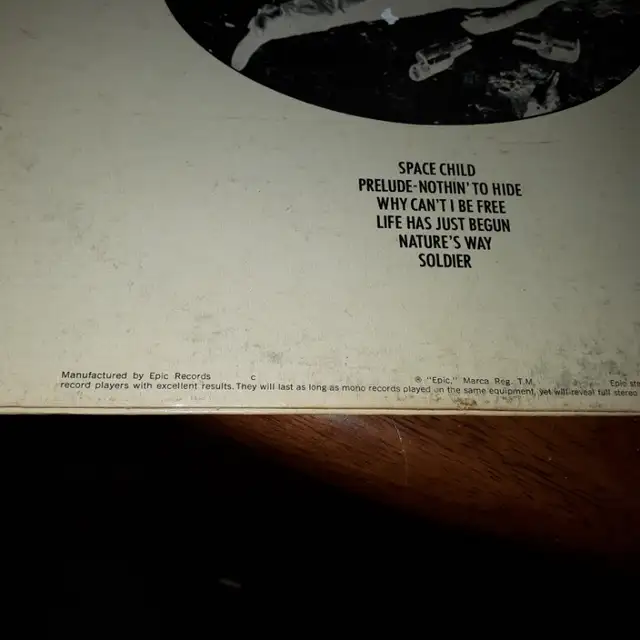 SPACE CHILD
PRELUDE-NOTHIN' TO HIDE
WHY CAN'T I BE FREE
LIFE HAS JUST BEGUN
NATURE'S WAY
SOLDIER
Manufactured by Epic Records c ® "Epic," Marca Reg. T.M. Epic ste
record players with excellent results. They will last as long as mono records played on the same equipment, yet will reveal full stereo